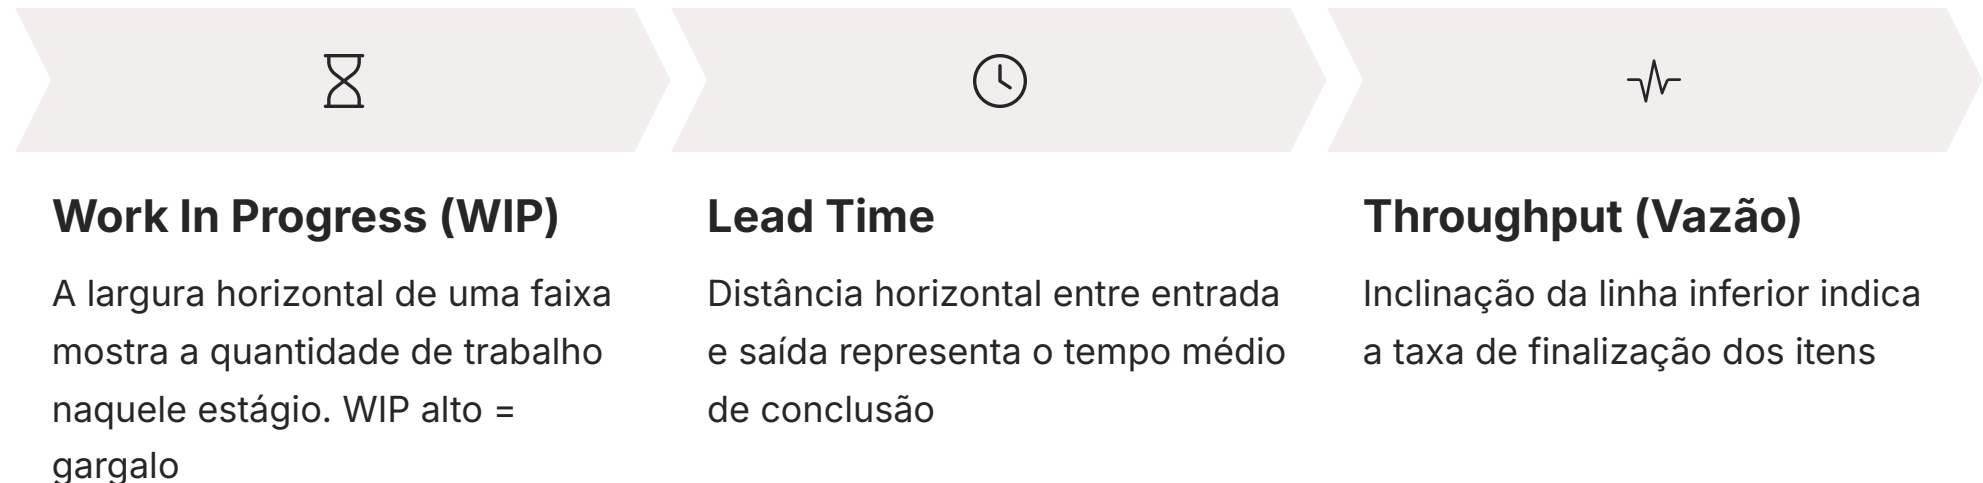 Work In Progress (WIP)
A largura horizontal de uma faixa
mostra a quantidade de trabalho
naquele estágio. WIP alto =
gargalo
Lead Time
Distância horizontal entre entrada
e saída representa o tempo médio
de conclusão
Throughput (Vazão)
Inclinação da linha inferior indica
a taxa de finalização dos itens